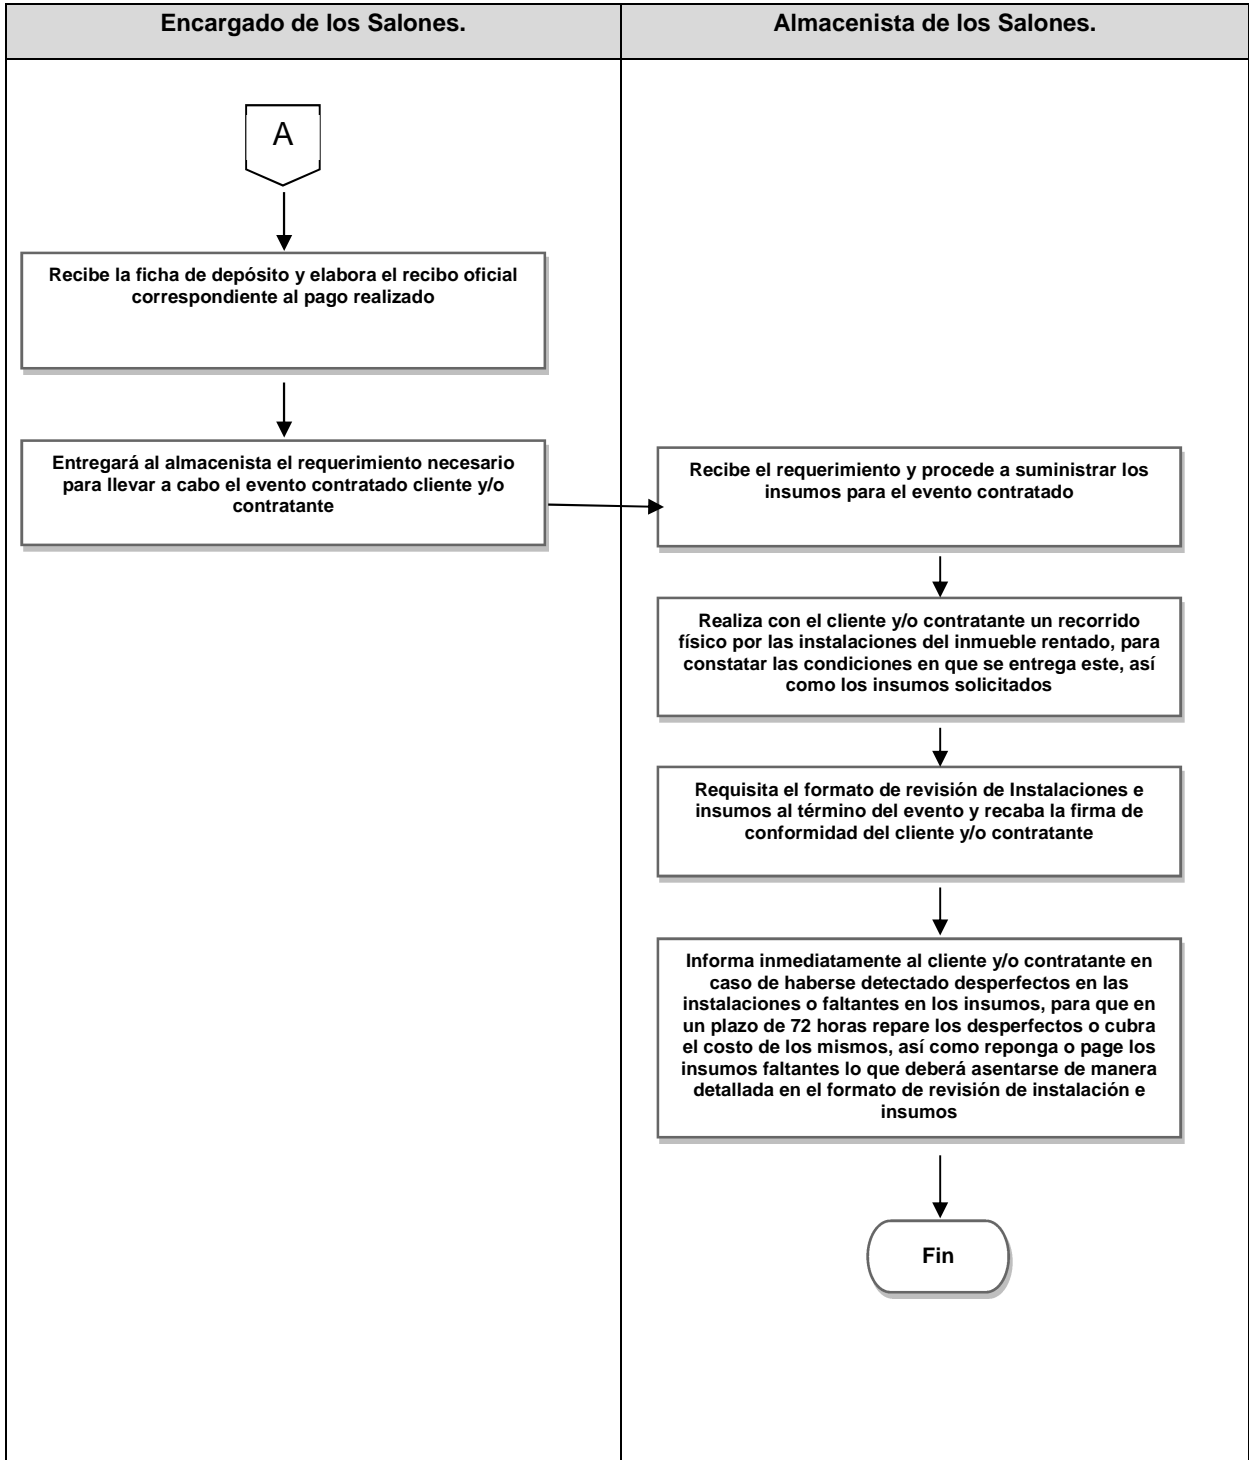 Encargado de los Salones.
Almacenista de los Salones.
A
Recibe la ficha de depósito y elabora el recibo oficial
correspondiente al pago realizado
Entregará al almacenista el requerimiento necesario
para llevar a cabo el evento contratado cliente y/o
contratante
Recibe el requerimiento y procede a suministrar los
insumos para el evento contratado
Realiza con el cliente y/o contratante un recorrido
físico por las instalaciones del inmueble rentado, para
constatar las condiciones en que se entrega este, así
como los insumos solicitados
Requisita el formato de revisión de Instalaciones e
insumos al término del evento y recaba la firma de
conformidad del cliente y/o contratante
Informa inmediatamente al cliente y/o contratante en
caso de haberse detectado desperfectos en las
instalaciones o faltantes en los insumos, para que en
un plazo de 72 horas repare los desperfectos o cubra
el costo de los mismos, así como reponga o page los
insumos faltantes lo que deberá asentarse de manera
detallada en el formato de revisión de instalación e
insumos
Fin